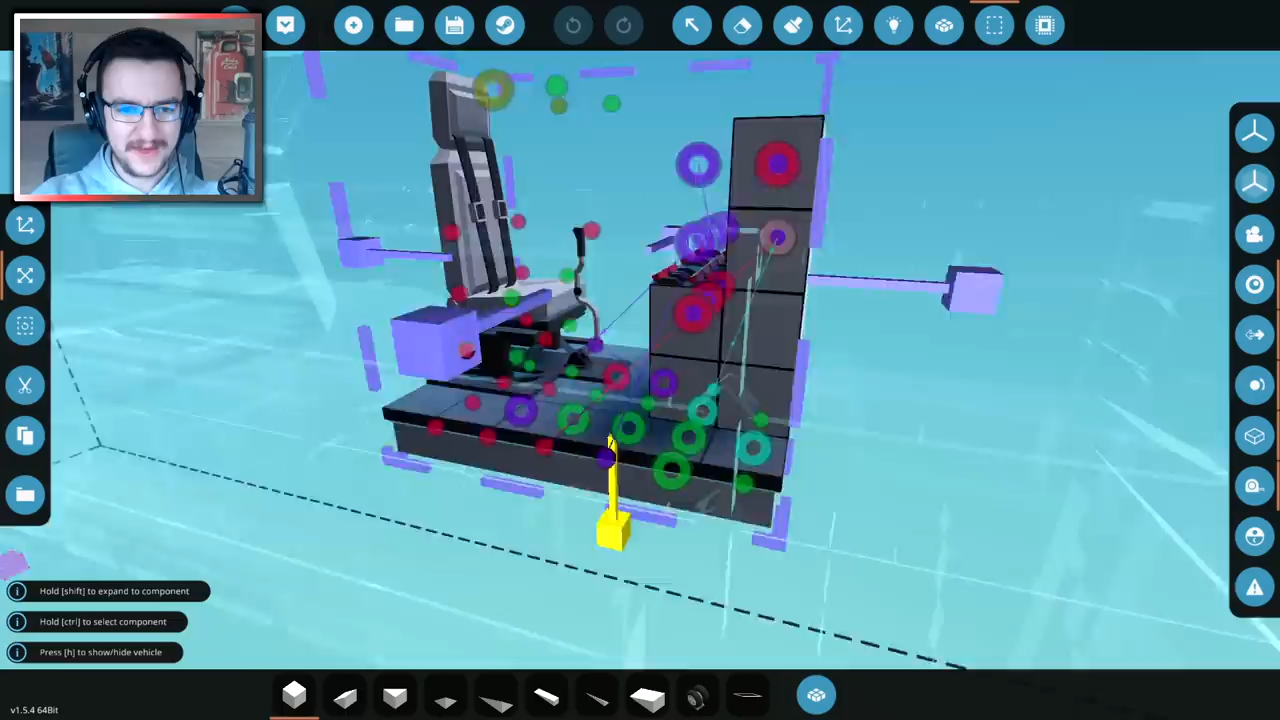 Hold [shift] to expand to component
Hold [ctrl] to select component
Press [h] to show/hide vehicle
v1.5.4 64Bit